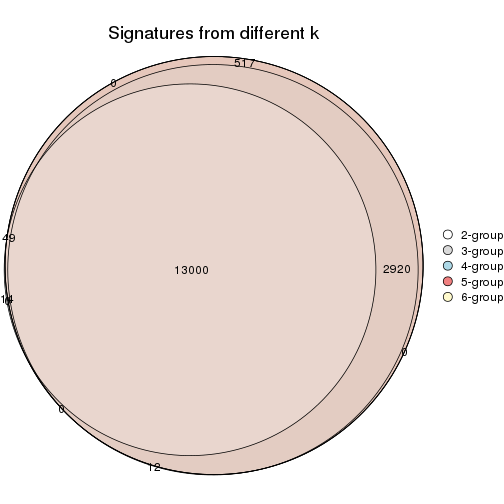 Signatures from different k
517
0
49
13000
2920
14
0
0
12
2-group
3-group
4-group
5-group
6-group